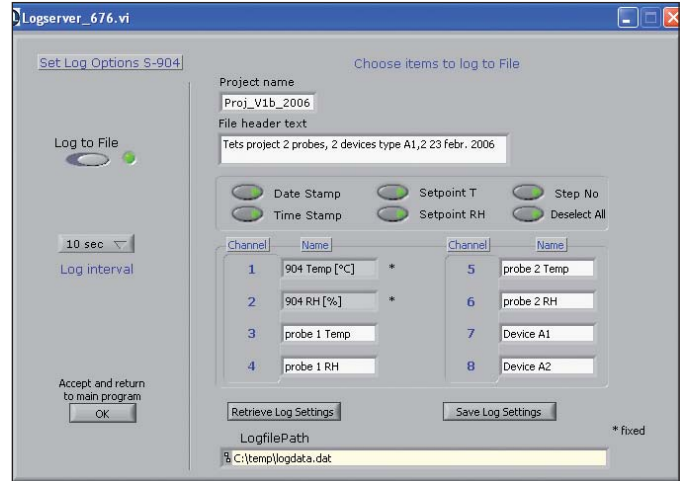 Logserver_676.vi
Set Log Options S-904
Choose items to log to File
Project name
Proj_V1b_2006
File header text
Tets project 2 probes, 2 devices type A1,2 23 febr. 2006
Log to File
Date Stamp
Setpoint T
Step No
Time Stamp
Setpoint RH
Deselect All
10 sec
Log interval
Channel Name
1 904 Temp [°C] *
2 904 RH [%] *
3 probe 1 Temp
4 probe 1 RH
Channel Name
5 probe 2 Temp
6 probe 2 RH
7 Device A1
8 Device A2
Accept and return
to main program
OK
Retrieve Log Settings
Save Log Settings
* fixed
LogfilePath
C:\temp\logdata.dat